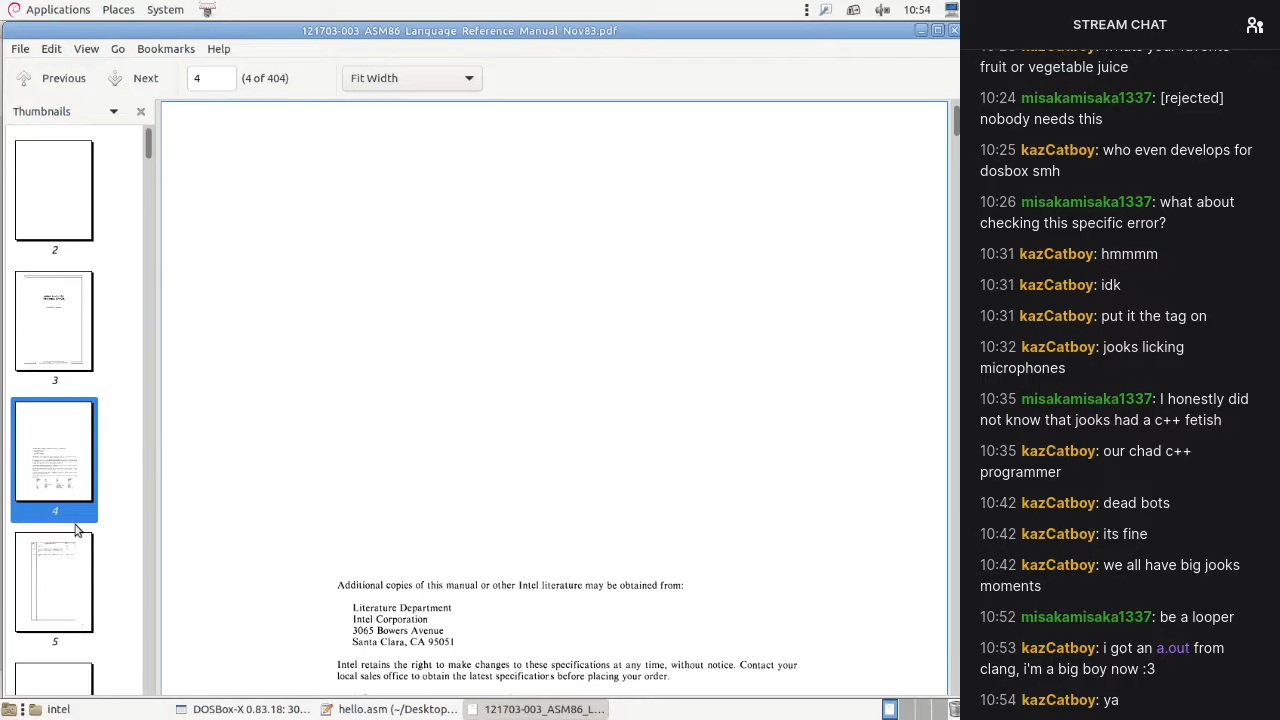 Applications Places System
10:54
121703-003_ASM86_Language_Reference_Manual_Nov83.pdf
File Edit View Go Bookmarks Help
Previous Next 4 (4 of 404) Fit Width
Thumbnails
2
3
4
5
Additional copies of this manual or other Intel literature may be obtained from:
Literature Department
Intel Corporation
3065 Bowers Avenue
Santa Clara, CA 95051
Intel retains the right to make changes to these specifications at any time, without notice. Contact your
local sales office to obtain the latest specifications before placing your order.
intel
DOSBox-X 0.83.18: 30...
hell (~/Desktop...
121703-003_ASM86_L...
STREAM CHAT
fruit or vegetable juice
10:24 misakamisaka1337: [rejected]
nobody needs this
10:25 kazCatboy: who even develops for
dosbox smh
10:26 misakamisaka1337: what about
checking this specific error?
10:31 kazCatboy: hmmmm
10:31 kazCatboy: idk
10:31 kazCatboy: put it the tag on
10:32 kazCatboy: jooks licking
microphones
10:35 misakamisaka1337: I honestly did
not know that jooks had a c++ fetish
10:35 kazCatboy: our chad c++
programmer
10:42 kazCatboy: dead bots
10:42 kazCatboy: its fine
10:42 kazCatboy: we all have big jooks
moments
10:52 misakamisaka1337: be a looper
10:53 kazCatboy: i got an a.out from
clang, i'm a big boy now :3
10:54 kazCatboy: ya